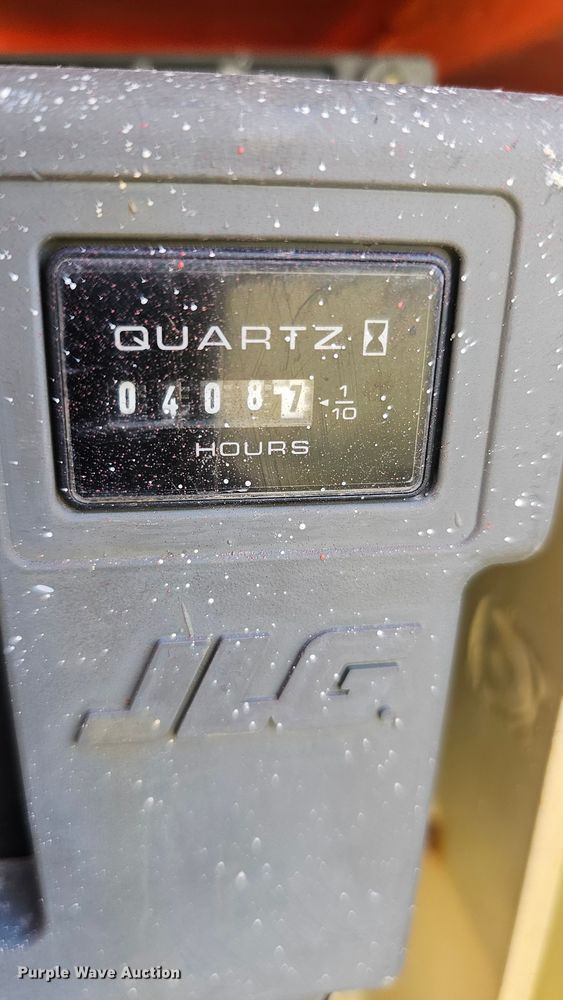 QUARTZ
04087 1/10
HOURS
JLG
Purple Wave Auction